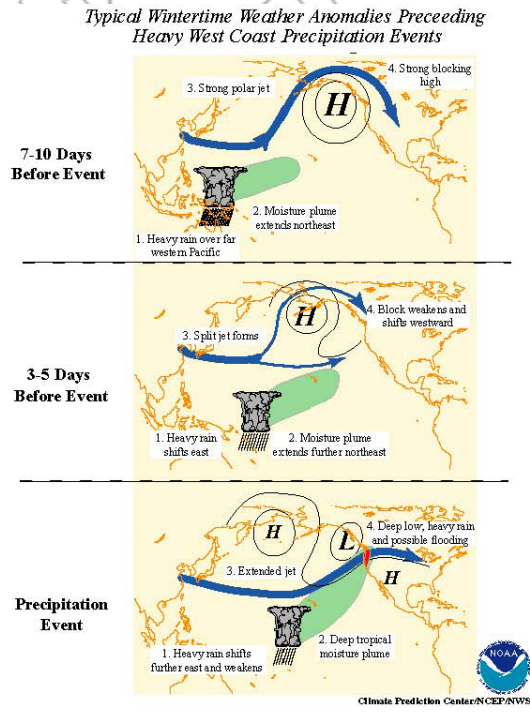 Typical Wintertime Weather Anomalies Preceeding
Heavy West Coast Precipitation Events
4. Strong blocking
high
3. Strong polar jet
H
7-10 Days
Before Event
2. Moisture plume
extends northeast
1. Heavy rain over far
western Pacific
H
4. Block weakens and
shifts westward
3. Split jet forms
3-5 Days
Before Event
1. Heavy rain
shifts east
2. Moisture plume
extends further northeast
4. Deep low, heavy rain
and possible flooding
H
L
3. Extended jet
H
Precipitation
Event
1. Heavy rain shifts
further east and weakens
2. Deep tropical
moisture plume
NOAA
Climate Prediction Center/NCEP/NWS